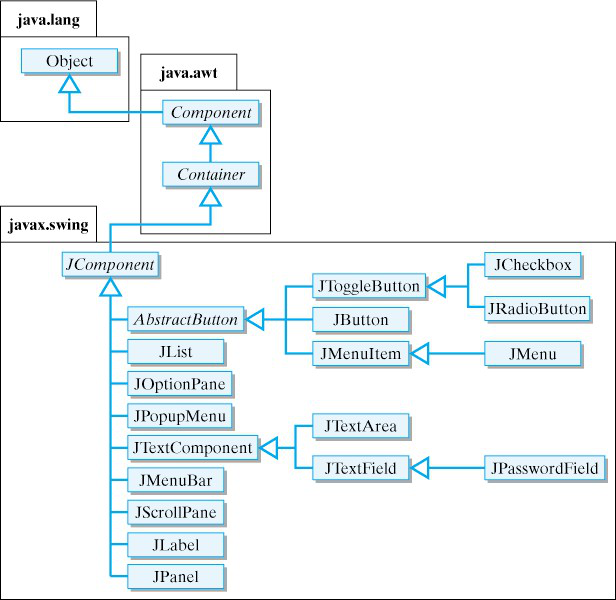 java.lang
Object
java.awt
Component
Container
javax.swing
JComponent
JCheckbox
JToggleButton
JRadioButton
AbstractButton
JButton
JList
JMenuItem
JMenu
JOptionPane
JPopupMenu
JTextArea
JTextComponent
JTextField
JPasswordField
JMenuBar
JScrollPane
JLabel
JPanel